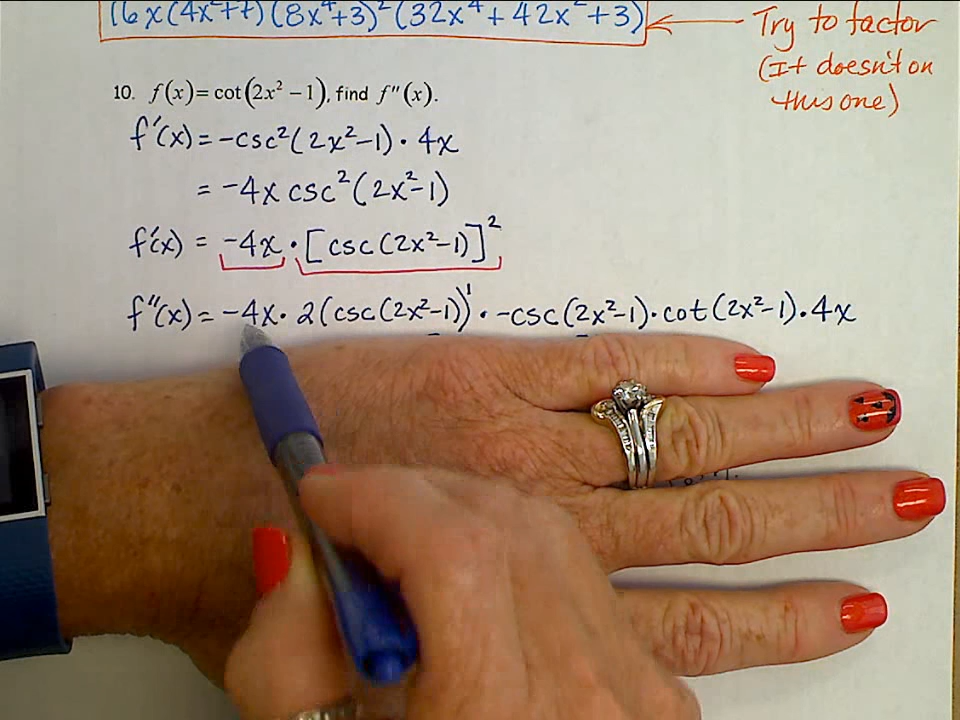 16x(4x²+7)(8x⁴+3)²(32x⁴+42x²+3)
Try to factor
(It doesn't on
this one)
10. f(x)=cot(2x²−1), find f″(x).
f′(x)=−csc²(2x²−1)·4x
=−4x csc²(2x²−1)
f′(x) = −4x·[csc(2x²−1)]²
f″(x)= −4x·2(csc(2x²−1))¹·−csc(2x²−1)·cot(2x²−1)·4x